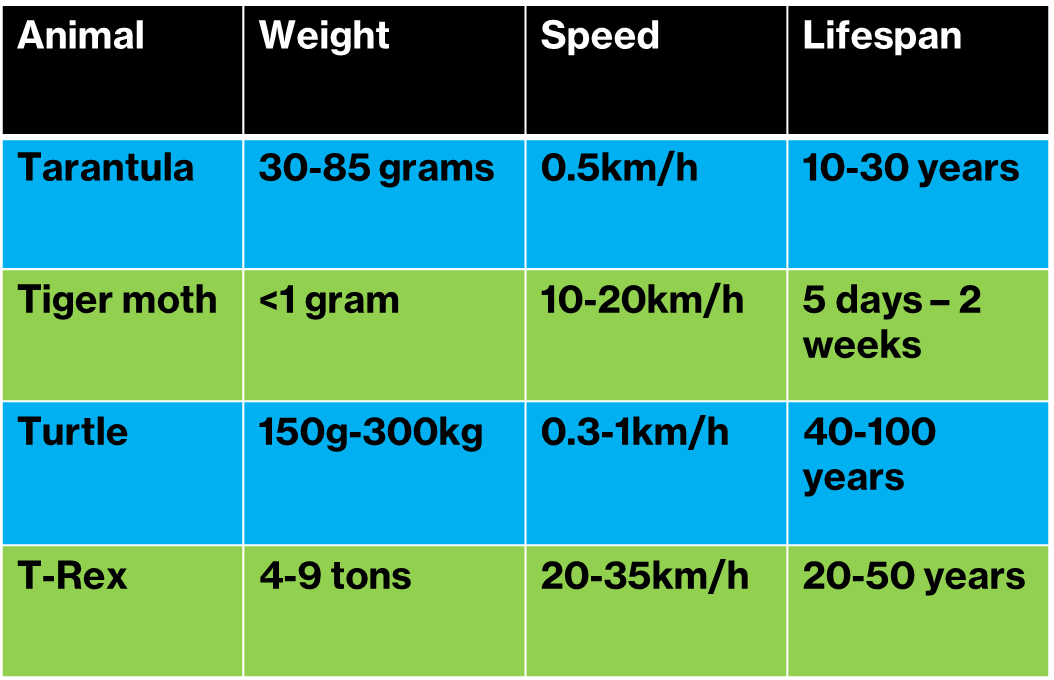 Animal Weight Speed Lifespan
Tarantula 30-85 grams 0.5km/h 10-30 years
Tiger moth <1 gram 10-20km/h 5 days – 2
weeks
Turtle 150g-300kg 0.3-1km/h 40-100
years
T-Rex 4-9 tons 20-35km/h 20-50 years